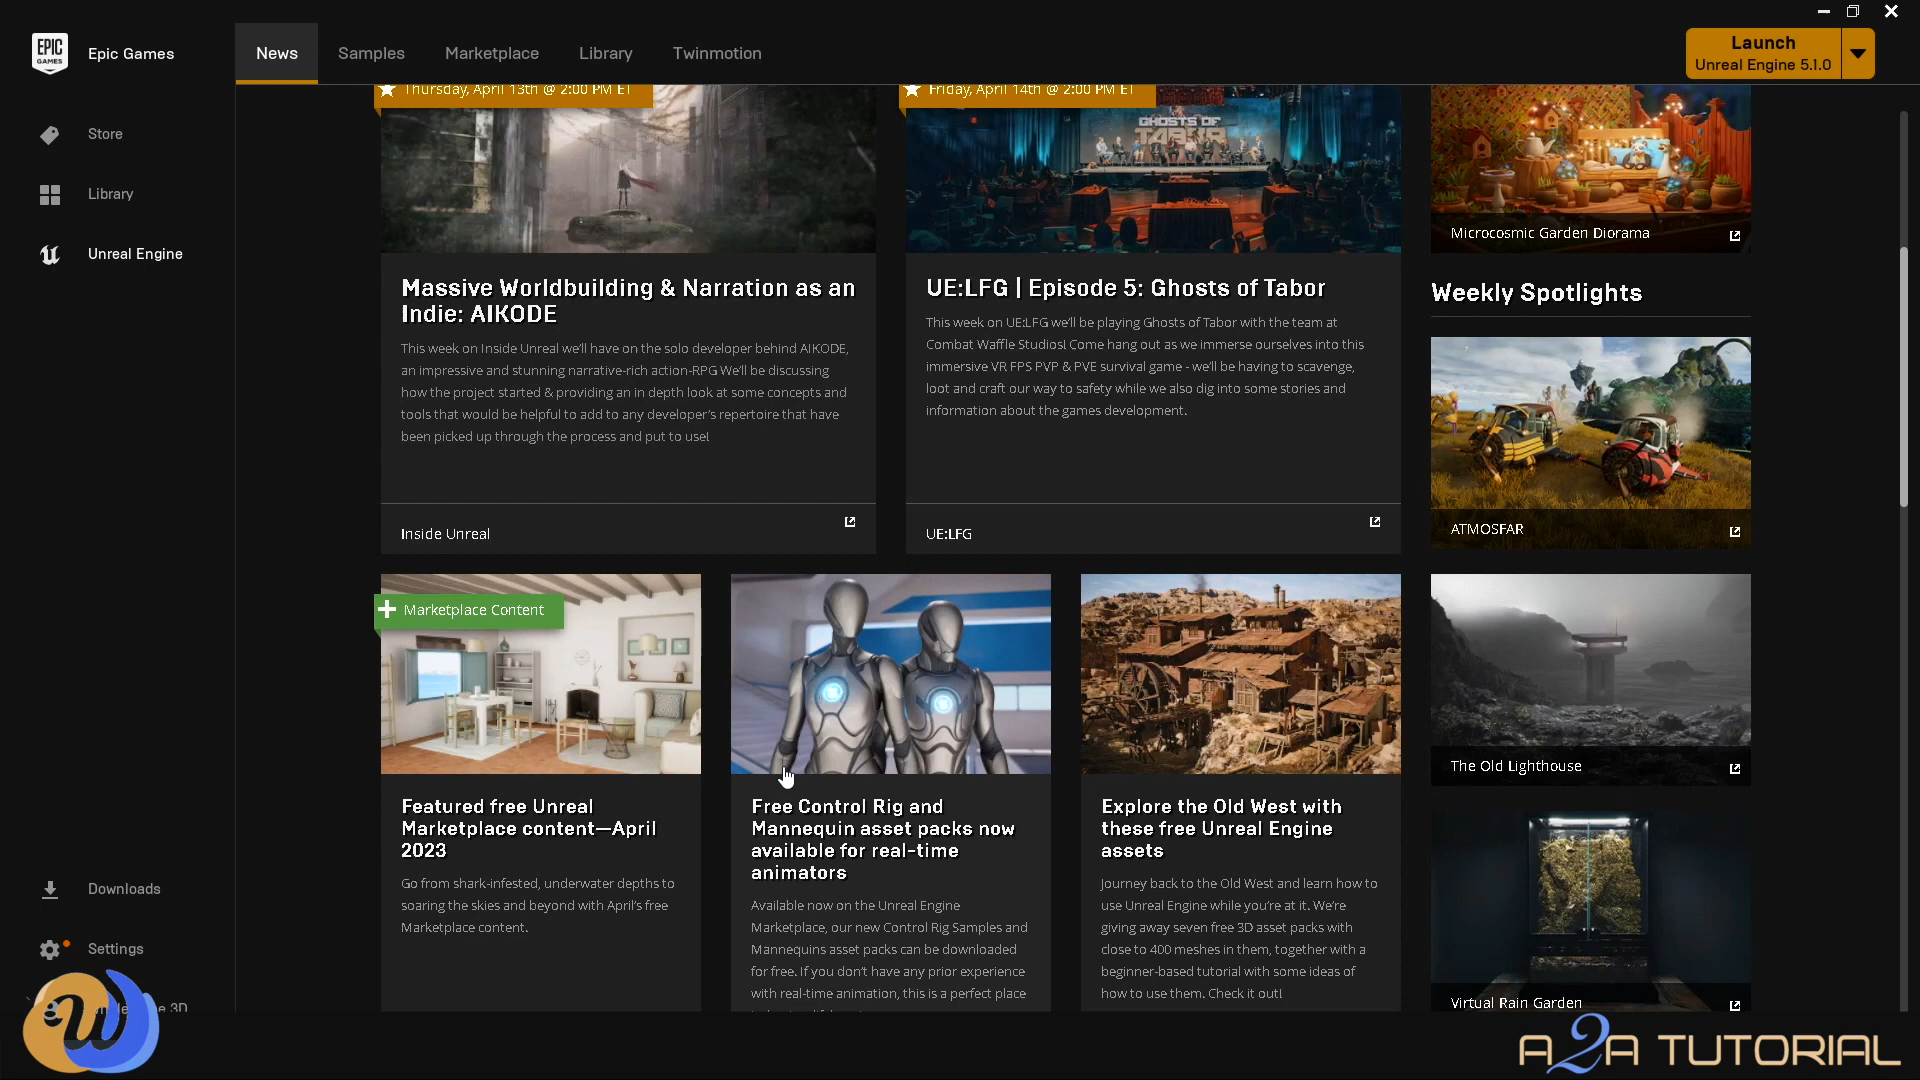 EPIC
GAMES
Epic Games
News
Samples
Marketplace
Library
Twinmotion
Launch
Unreal Engine 5.1.0
Store
Library
Unreal Engine
Thursday, April 13th @ 2:00 PM ET
Massive Worldbuilding & Narration as an
Indie: AIKODE
This week on Inside Unreal we'll have on the solo developer behind AIKODE,
an impressive and stunning narrative-rich action-RPG We'll be discussing
how the project started & providing an in depth look at some concepts and
tools that would be helpful to add to any developer's repertoire that have
been picked up through the process and put to use!
Inside Unreal
Friday, April 14th @ 2:00 PM ET
GHOSTS OF
TABOR
UE:LFG | Episode 5: Ghosts of Tabor
This week on UE:LFG we'll be playing Ghosts of Tabor with the team at
Combat Waffle Studios! Come hang out as we immerse ourselves into this
immersive VR FPS PVP & PVE survival game - we'll be having to scavenge,
loot and craft our way to safety while we also dig into some stories and
information about the games development.
UE:LFG
Microcosmic Garden Diorama
Weekly Spotlights
ATMOSFAR
The Old Lighthouse
Virtual Rain Garden
Marketplace Content
Featured free Unreal
Marketplace content—April
2023
Go from shark-infested, underwater depths to
soaring the skies and beyond with April's free
Marketplace content.
Free Control Rig and
Mannequin asset packs now
available for real-time
animators
Available now on the Unreal Engine
Marketplace, our new Control Rig Samples and
Mannequins asset packs can be downloaded
for free. If you don't have any prior experience
with real-time animation, this is a perfect place
Explore the Old West with
these free Unreal Engine
assets
Journey back to the Old West and learn how to
use Unreal Engine while you're at it. We're
giving away seven free 3D asset packs with
close to 400 meshes in them, together with a
beginner-based tutorial with some ideas of
how to use them. Check it out!
Downloads
Settings
3D
A2A TUTORIAL